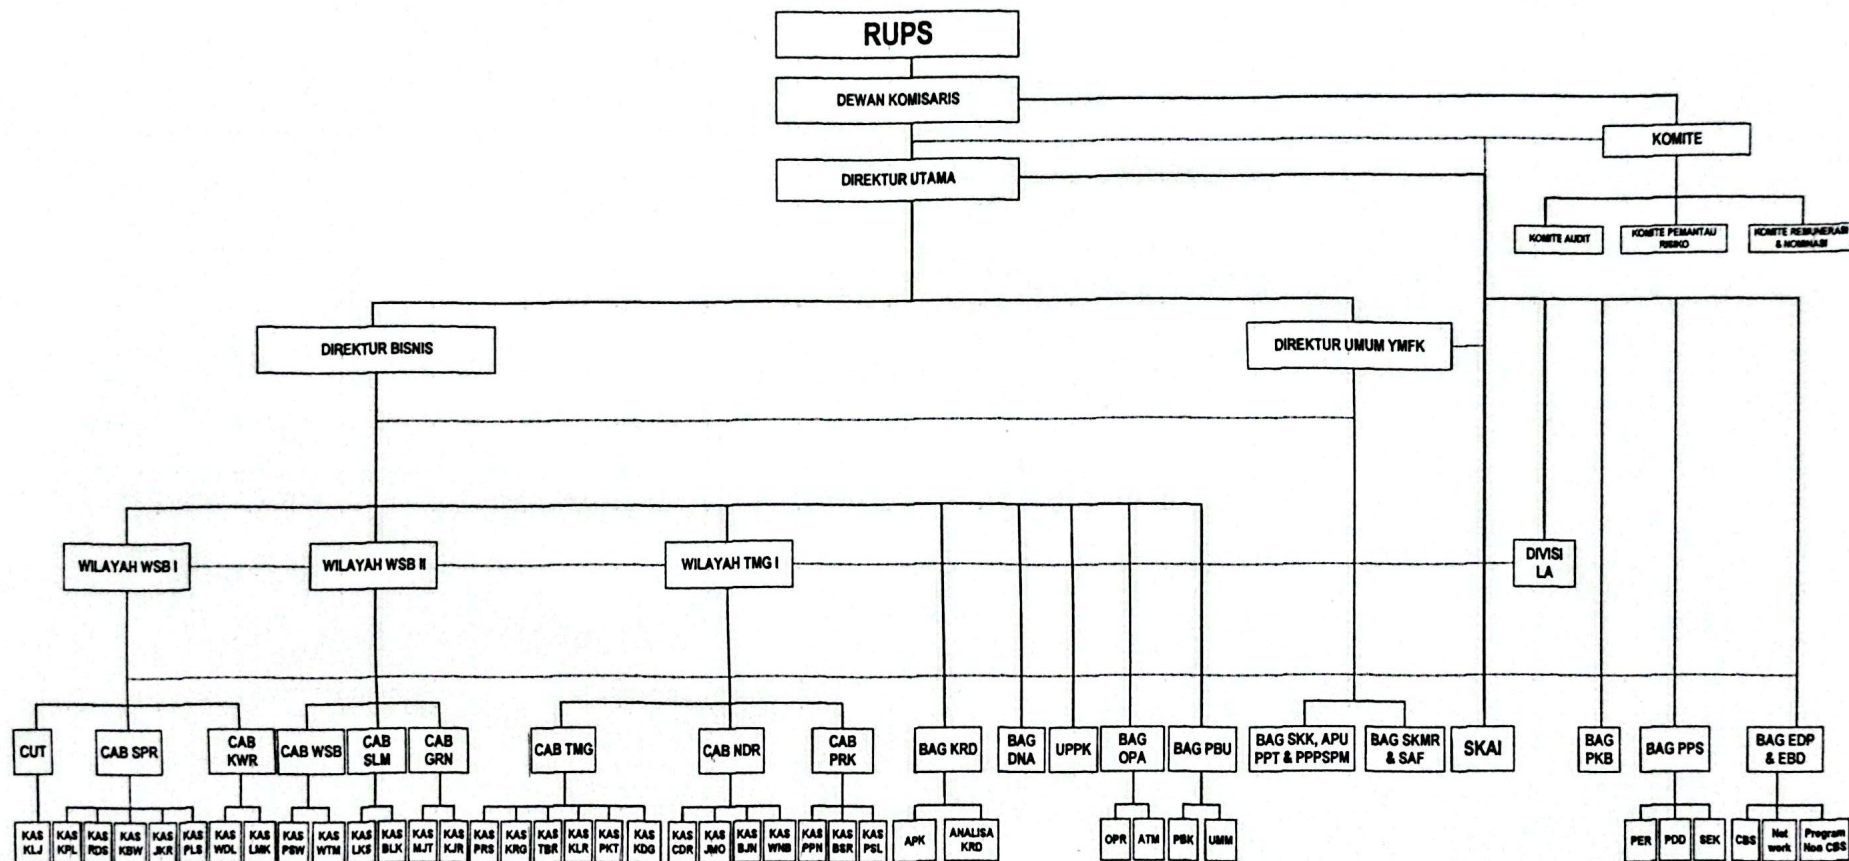 RUPS
DEWAN KOMISARIS
KOMITE
DIREKTUR UTAMA
KOMITE AUDIT
KOMITE PEMANTAU
RISIKO
KOMITE REMUNERASI
& NOMINASI
DIREKTUR BISNIS
DIREKTUR UMUM YMFK
WILAYAH WSB I
WILAYAH WSB II
WILAYAH TMG I
DIVISI
LA
CUT
CAB SPR
CAB
KWR
CAB WSB
CAB
SLM
CAB
GRN
CAB TMG
CAB NDR
CAB
PRK
BAG KRD
BAG
DNA
UPPK
BAG
OPA
BAG PBU
BAG SKK, APU
PPT & PPPSPM
BAG SKMR
& SAF
SKAI
BAG
PKB
BAG PPS
BAG EDP
& EBD
KAS
KLJ
KAS
KPL
KAS
RDS
KAS
KBW
KAS
JKR
KAS
PLS
KAS
WDL
KAS
LMK
KAS
PSW
KAS
WTM
KAS
LKS
KAS
BLK
KAS
MJT
KAS
KJR
KAS
PRS
KAS
KRG
KAS
TBR
KAS
KLR
KAS
PKT
KAS
KDG
KAS
CDR
KAS
JMO
KAS
BJN
KAS
WNB
KAS
PPN
KAS
BSR
KAS
PSL
APK
ANALISA
KRD
OPR
ATM
PBK
UMM
PER
PDD
SEK
CBS
Net
work
Program
Non CBS